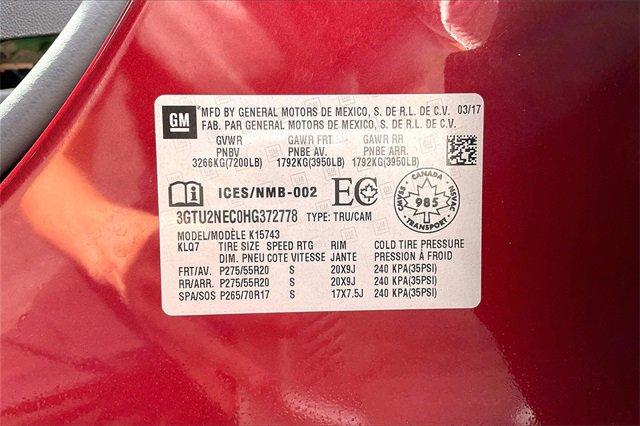 GM
MFD BY GENERAL MOTORS DE MEXICO, S. DE R.L. DE C.V. 03/17
FAB. PAR GENERAL MOTORS DE MEXICO, S. DE R.L. DE C.V.
GVWR GAWR FRT GAWR RR
PNBV PNBE AV. PNBE ARR.
3266KG(7200LB) 1792KG(3950LB) 1792KG(3950LB)
ICES/NMB-002 EC
CANADA
CMVSS 985 NSVAC
TRANSPORT
3GTU2NEC0HG372778 TYPE: TRU/CAM
MODEL/MODÈLE K15743
KLQ7 TIRE SIZE SPEED RTG RIM COLD TIRE PRESSURE
DIM. PNEU COTE VITESSE JANTE PRESSION À FROID
FRT/AV. P275/55R20 S 20X9J 240 KPA(35PSI)
RR/ARR. P275/55R20 S 20X9J 240 KPA(35PSI)
SPA/SOS P265/70R17 S 17X7.5J 240 KPA(35PSI)